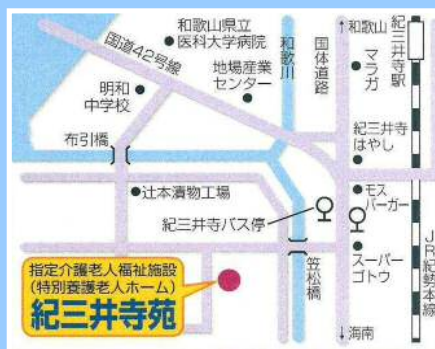 和歌山県立
医科大学病院
国道42号線
和歌川
国体道路
↑和歌山
紀三井寺駅
マラガ
地場産業
センター
明和
中学校
紀三井寺
はやし
布引橋
辻本漬物工場
モス
バーガー
紀三井寺バス停
スーパー
ゴトウ
笠松橋
JR紀勢本線
指定介護老人福祉施設
(特別養護老人ホーム)
紀三井寺苑
↓海南